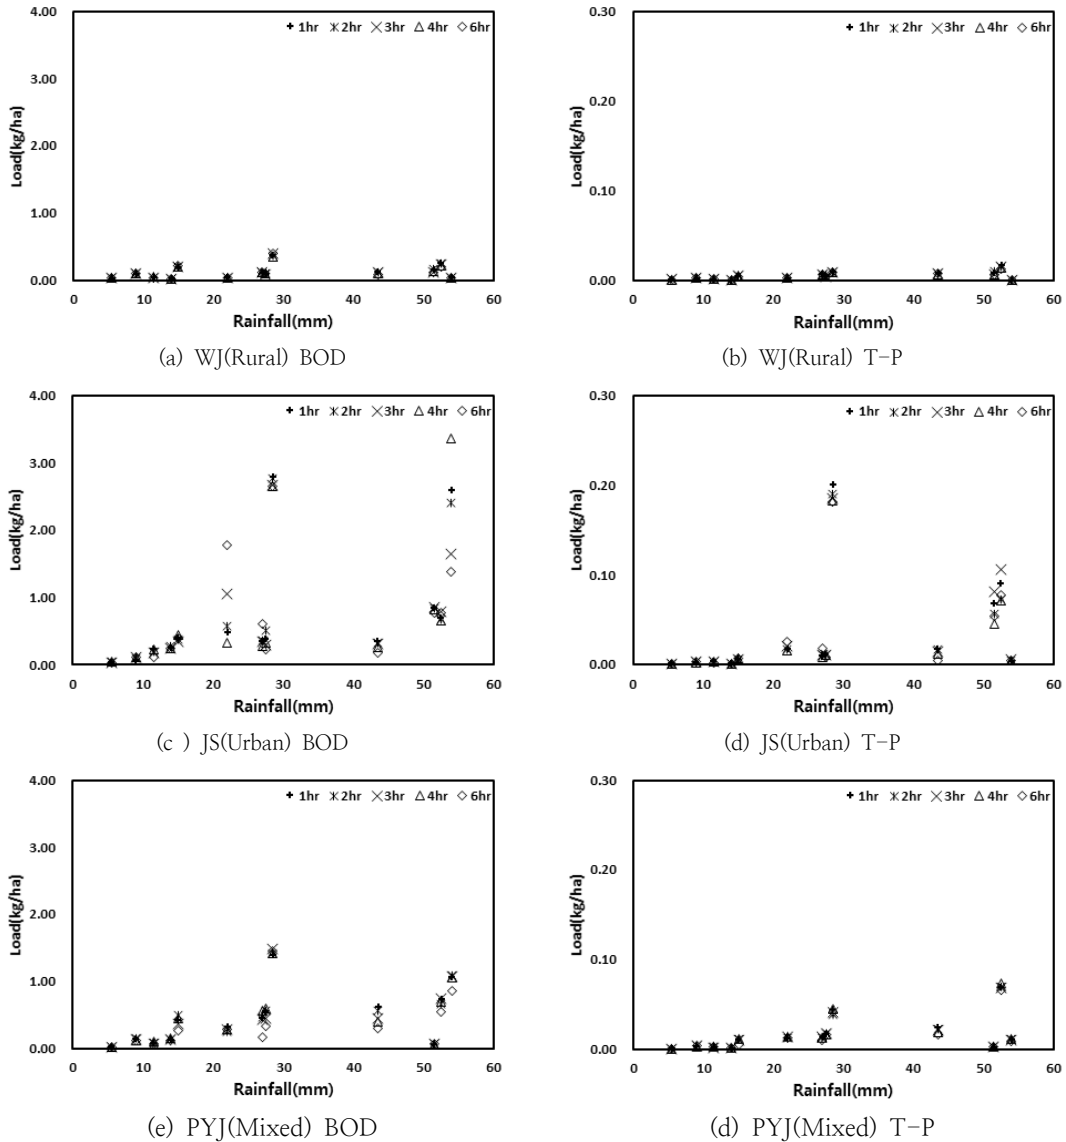 4.00
3.00
2.00
1.00
0.00
Load(kg/ha)
1hr 2hr 3hr 4hr 6hr
0 10 20 30 40 50 60
Rainfall(mm)
(a) WJ(Rural) BOD
0.30
0.20
0.10
0.00
Load(kg/ha)
1hr 2hr 3hr 4hr 6hr
0 10 20 30 40 50 60
Rainfall(mm)
(b) WJ(Rural) T-P
4.00
3.00
2.00
1.00
0.00
Load(kg/ha)
1hr 2hr 3hr 4hr 6hr
0 10 20 30 40 50 60
Rainfall(mm)
(c ) JS(Urban) BOD
0.30
0.20
0.10
0.00
Load(kg/ha)
1hr 2hr 3hr 4hr 6hr
0 10 20 30 40 50 60
Rainfall(mm)
(d) JS(Urban) T-P
4.00
3.00
2.00
1.00
0.00
Load(kg/ha)
1hr 2hr 3hr 4hr 6hr
0 10 20 30 40 50 60
Rainfall(mm)
(e) PYJ(Mixed) BOD
0.30
0.20
0.10
0.00
Load(kg/ha)
1hr 2hr 3hr 4hr 6hr
0 10 20 30 40 50 60
Rainfall(mm)
(d) PYJ(Mixed) T-P